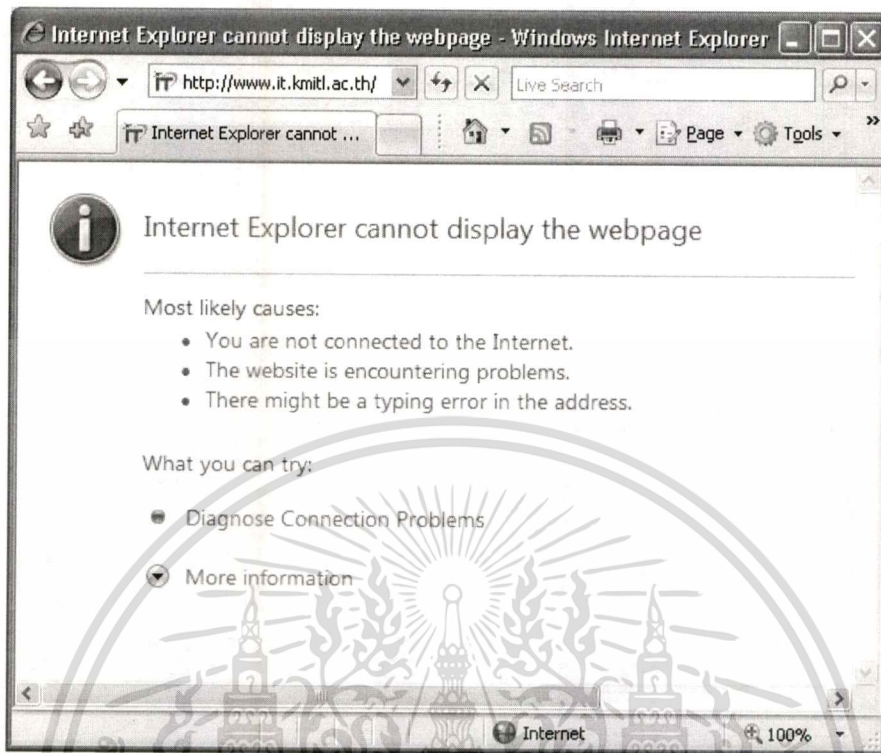 Internet Explorer cannot display the webpage - Windows Internet Explorer
http://www.it.kmitl.ac.th/
Live Search
Internet Explorer cannot ...
Page
Tools
»
Internet Explorer cannot display the webpage
Most likely causes:
• You are not connected to the Internet.
• The website is encountering problems.
• There might be a typing error in the address.
What you can try:
Diagnose Connection Problems
More information
Internet
100%